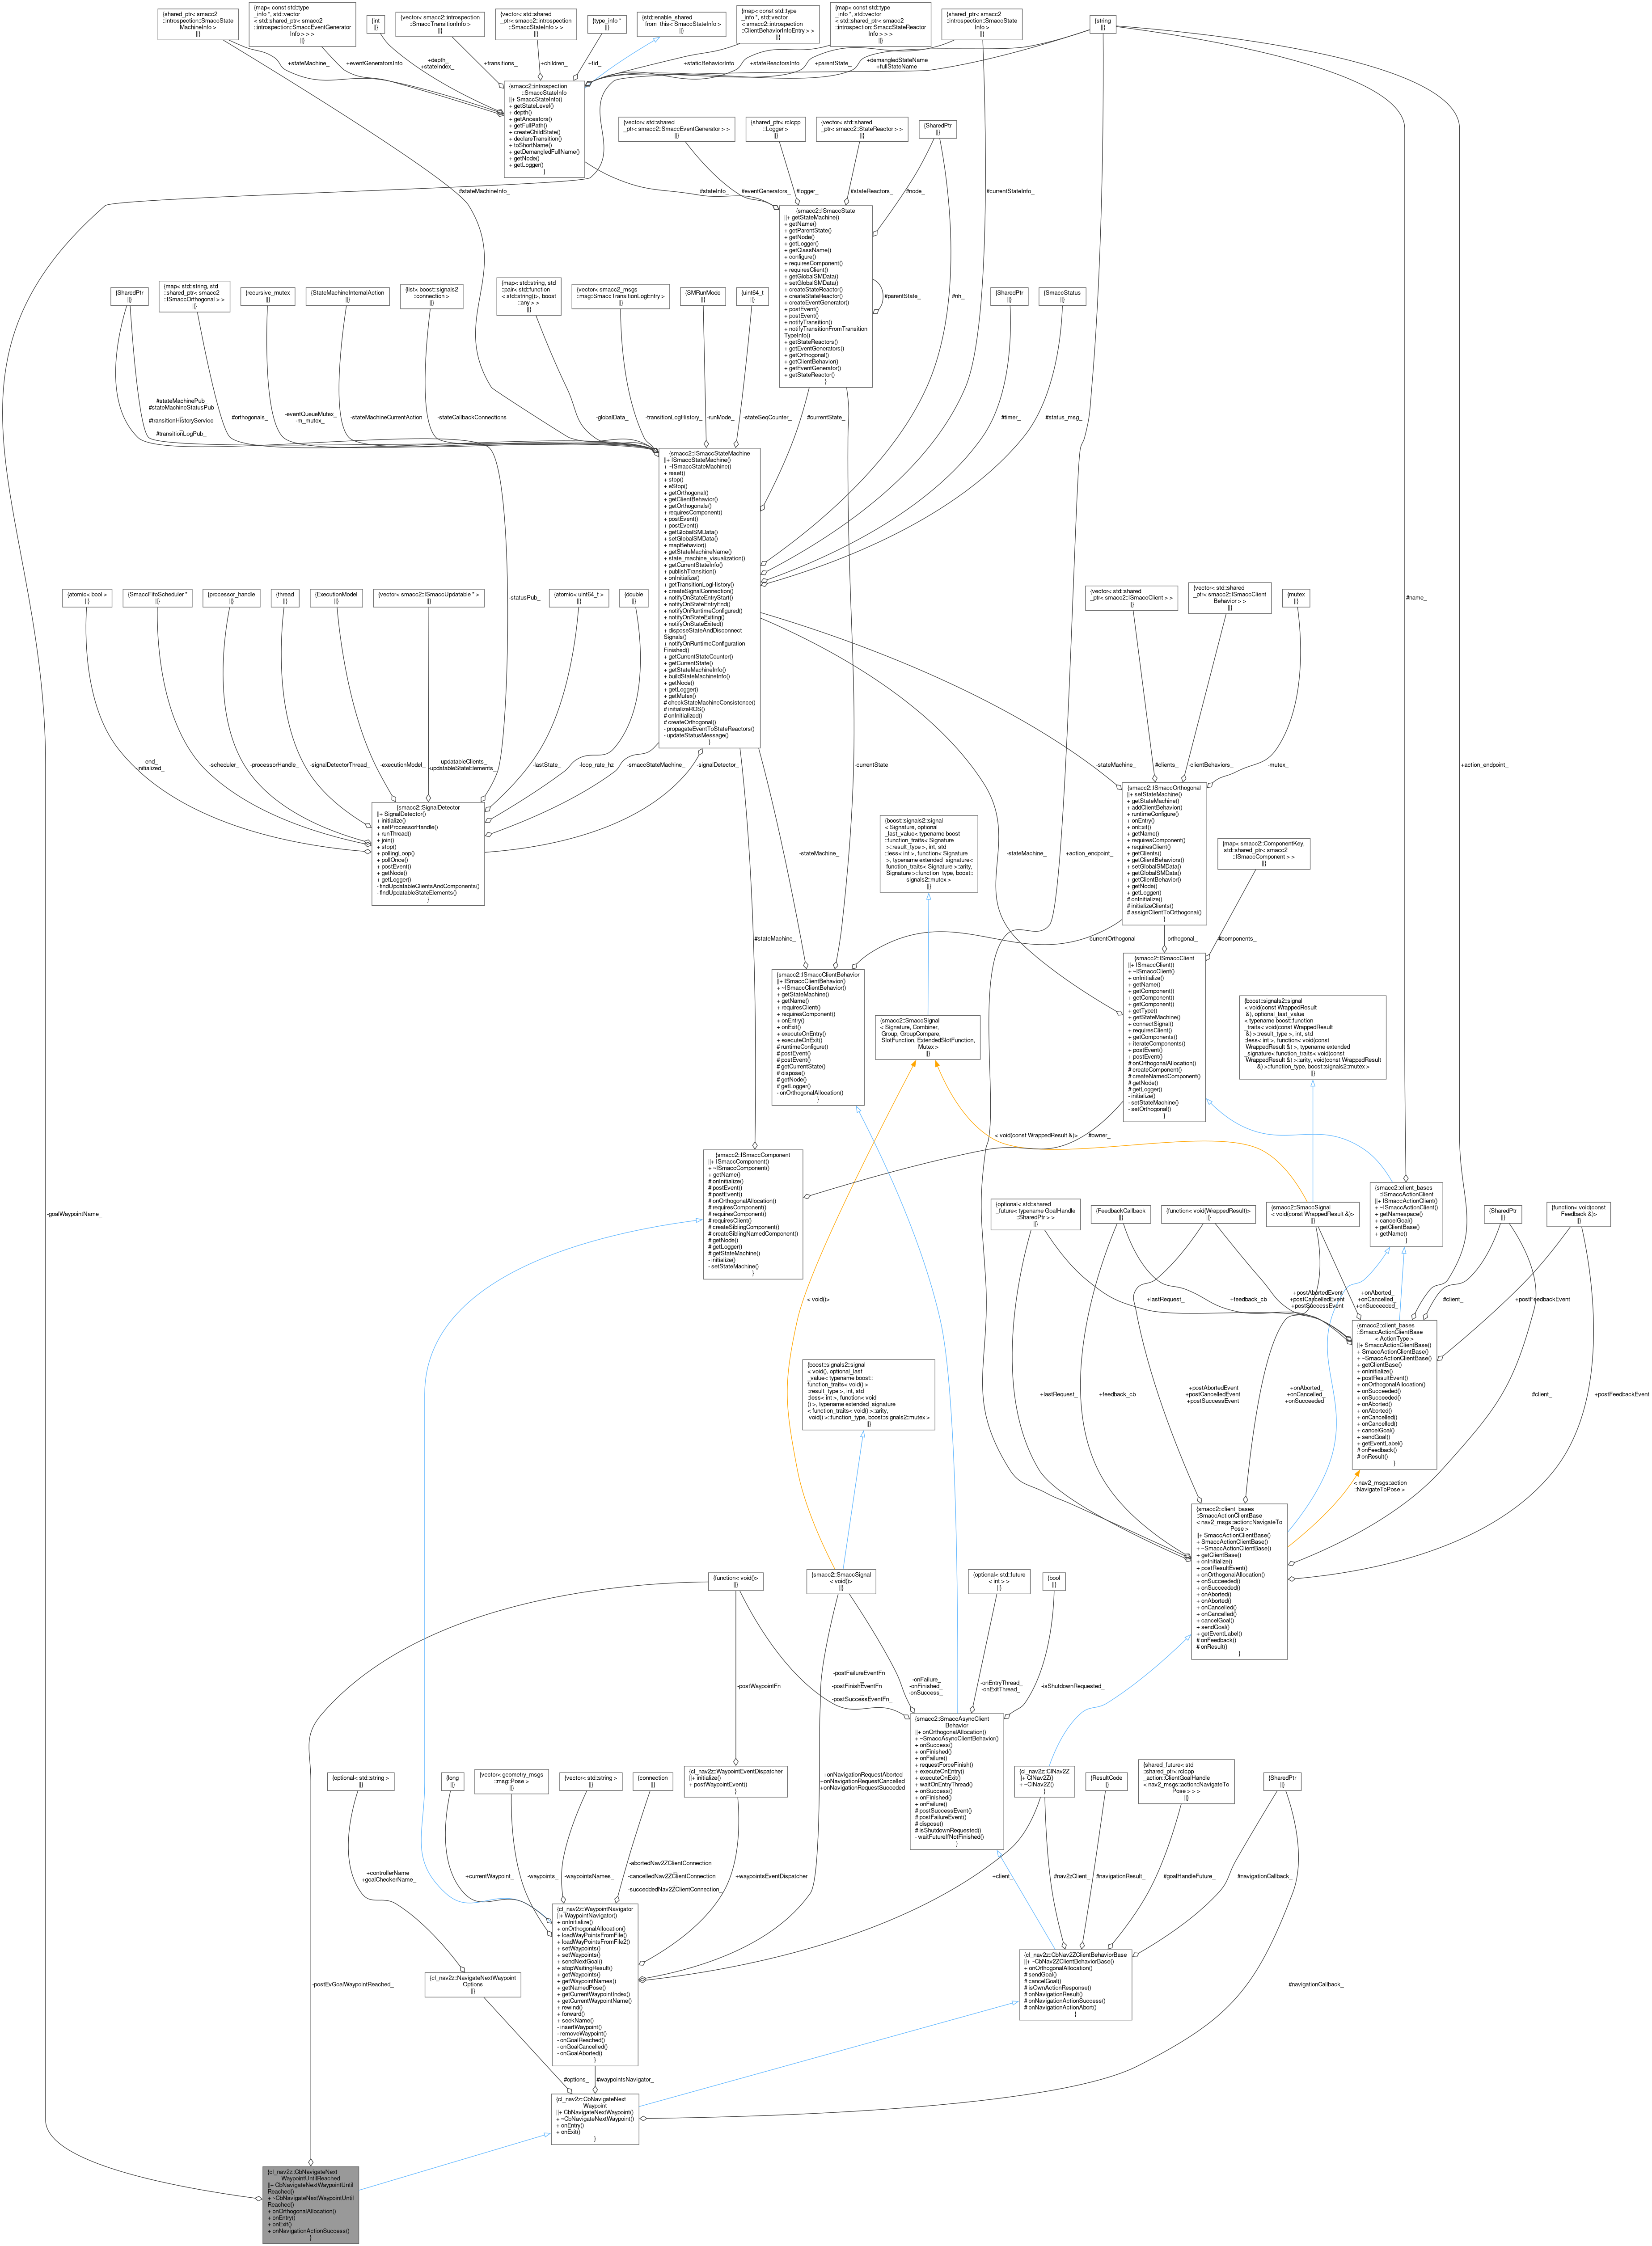 {shared_ptr< smacc2
::introspection::SmaccState
MachineInfo >
||}
{map< const std::type
_info *, std::vector
< std::shared_ptr< smacc2
::introspection::SmaccEventGenerator
Info > > >
||}
{int
||}
{vector< smacc2::introspection
::SmaccTransitionInfo >
||}
{vector< std::shared
_ptr< smacc2::introspection
::SmaccStateInfo > >
||}
{type_info *
||}
{std::enable_shared
_from_this< SmaccStateInfo >
||}
{map< const std::type
_info *, std::vector
< smacc2::introspection
::ClientBehaviorInfoEntry > >
||}
{map< const std::type
_info *, std::vector
< std::shared_ptr< smacc2
::introspection::SmaccStateReactor
Info > > >
||}
{shared_ptr< smacc2
::introspection::SmaccState
Info >
||}
{string
||}
+stateMachine_
+eventGeneratorsInfo
+depth_
+stateIndex_
+transitions_
+children_
+tid_
+staticBehaviorInfo
+stateReactorsInfo
+parentState_
+demangledStateName
+fullStateName
{smacc2::introspection
::SmaccStateInfo
||+ SmaccStateInfo()
+ getStateLevel()
+ depth()
+ getAncestors()
+ getFullPath()
+ createChildState()
+ declareTransition()
+ toShortName()
+ getDemangledFullName()
+ getNode()
+ getLogger()
}
{vector< std::shared
_ptr< smacc2::SmaccEventGenerator > >
||}
{shared_ptr< rclcpp
::Logger >
||}
{vector< std::shared
_ptr< smacc2::StateReactor > >
||}
{SharedPtr
||}
#stateMachineInfo_
#stateInfo_
#eventGenerators_
#logger_
#stateReactors_
#node_
#currentStateInfo_
{smacc2::ISmaccState
||+ getStateMachine()
+ getName()
+ getParentState()
+ getNode()
+ getLogger()
+ getClassName()
+ configure()
+ requiresComponent()
+ requiresClient()
+ getGlobalSMData()
+ setGlobalSMData()
+ createStateReactor()
+ createStateReactor()
+ createEventGenerator()
+ postEvent()
+ postEvent()
+ notifyTransition()
+ notifyTransitionFromTransition
TypeInfo()
+ getStateReactors()
+ getEventGenerators()
+ getOrthogonal()
+ getClientBehavior()
+ getEventGenerator()
+ getStateReactor()
}
#parentState_
#nh_
{SharedPtr
||}
{map< std::string, std
::shared_ptr< smacc2
::ISmaccOrthogonal > >
||}
{recursive_mutex
||}
{StateMachineInternalAction
||}
{list< boost::signals2
::connection >
||}
{map< std::string, std
::pair< std::function
< std::string()>, boost
::any > >
||}
{vector< smacc2_msgs
::msg::SmaccTransitionLogEntry >
||}
{SMRunMode
||}
{uint64_t
||}
{SharedPtr
||}
{SmaccStatus
||}
#stateMachinePub_
#stateMachineStatusPub
_
#transitionHistoryService
_
#transitionLogPub_
#orthogonals_
-eventQueueMutex_
-m_mutex_
-stateMachineCurrentAction
-stateCallbackConnections
-globalData_
-transitionLogHistory_
-runMode_
-stateSeqCounter_
#currentState_
#timer_
#status_msg_
{smacc2::ISmaccStateMachine
||+ ISmaccStateMachine()
+ ~ISmaccStateMachine()
+ reset()
+ stop()
+ eStop()
+ getOrthogonal()
+ getClientBehavior()
+ getOrthogonals()
+ requiresComponent()
+ postEvent()
+ postEvent()
+ getGlobalSMData()
+ setGlobalSMData()
+ mapBehavior()
+ getStateMachineName()
+ state_machine_visualization()
+ getCurrentStateInfo()
+ publishTransition()
+ onInitialize()
+ getTransitionLogHistory()
+ createSignalConnection()
+ notifyOnStateEntryStart()
+ notifyOnStateEntryEnd()
+ notifyOnRuntimeConfigured()
+ notifyOnStateExiting()
+ notifyOnStateExited()
+ disposeStateAndDisconnect
Signals()
+ notifyOnRuntimeConfiguration
Finished()
+ getCurrentStateCounter()
+ getCurrentState()
+ getStateMachineInfo()
+ buildStateMachineInfo()
+ getNode()
+ getLogger()
+ getMutex()
# checkStateMachineConsistence()
# initializeROS()
# onInitialized()
# createOrthogonal()
- propagateEventToStateReactors()
- updateStatusMessage()
}
{atomic< bool >
||}
{SmaccFifoScheduler *
||}
{processor_handle
||}
{thread
||}
{ExecutionModel
||}
{vector< smacc2::ISmaccUpdatable * >
||}
-statusPub_
{atomic< uint64_t >
||}
{double
||}
{vector< std::shared
_ptr< smacc2::ISmaccClient > >
||}
{vector< std::shared
_ptr< smacc2::ISmaccClient
Behavior > >
||}
{mutex
||}
#name_
-end_
-initialized_
-scheduler_
-processorHandle_
-signalDetectorThread_
-executionModel_
-updatableClients_
-updatableStateElements_
-lastState_
-loop_rate_hz
-smaccStateMachine_
-signalDetector_
-currentState
-stateMachine_
#clients_
-clientBehaviors_
-mutex_
+action_endpoint_
{smacc2::SignalDetector
||+ SignalDetector()
+ initialize()
+ setProcessorHandle()
+ runThread()
+ join()
+ stop()
+ pollingLoop()
+ pollOnce()
+ postEvent()
+ getNode()
+ getLogger()
- findUpdatableClientsAndComponents()
- findUpdatableStateElements()
}
{smacc2::ISmaccOrthogonal
||+ setStateMachine()
+ getStateMachine()
+ addClientBehavior()
+ runtimeConfigure()
+ onEntry()
+ onExit()
+ getName()
+ requiresComponent()
+ requiresClient()
+ getClients()
+ getClientBehaviors()
+ setGlobalSMData()
+ getGlobalSMData()
+ getClientBehavior()
+ getNode()
+ getLogger()
# onInitialize()
# initializeClients()
# assignClientToOrthogonal()
}
{boost::signals2::signal
< Signature, optional
_last_value< typename boost
::function_traits< Signature
>::result_type >, int, std
::less< int >, function< Signature
>, typename extended_signature<
function_traits< Signature >::arity,
Signature >::function_type, boost::
signals2::mutex >
||}
-stateMachine_
-stateMachine_
+action_endpoint_
{map< smacc2::ComponentKey,
std::shared_ptr< smacc2
::ISmaccComponent > >
||}
#stateMachine_
-currentOrthogonal
-orthogonal_
#components_
{smacc2::ISmaccClientBehavior
||+ ISmaccClientBehavior()
+ ~ISmaccClientBehavior()
+ getStateMachine()
+ getName()
+ requiresClient()
+ requiresComponent()
+ onEntry()
+ onExit()
+ executeOnEntry()
+ executeOnExit()
# runtimeConfigure()
# postEvent()
# postEvent()
# getCurrentState()
# dispose()
# getNode()
# getLogger()
- onOrthogonalAllocation()
}
{smacc2::SmaccSignal
< Signature, Combiner,
Group, GroupCompare,
SlotFunction, ExtendedSlotFunction,
Mutex >
||}
{smacc2::ISmaccClient
||+ ISmaccClient()
+ ~ISmaccClient()
+ onInitialize()
+ getName()
+ getComponent()
+ getComponent()
+ getComponent()
+ getType()
+ getStateMachine()
+ connectSignal()
+ requiresClient()
+ getComponents()
+ iterateComponents()
+ postEvent()
+ postEvent()
# onOrthogonalAllocation()
# createComponent()
# createNamedComponent()
# getNode()
# getLogger()
- initialize()
- setStateMachine()
- setOrthogonal()
}
{boost::signals2::signal
< void(const WrappedResult
&), optional_last_value
< typename boost::function
_traits< void(const WrappedResult
&) >::result_type >, int, std
::less< int >, function< void(const
WrappedResult &) >, typename extended
_signature< function_traits< void(const
WrappedResult &) >::arity, void(const WrappedResult
&) >::function_type, boost::signals2::mutex >
||}
< void(const WrappedResult &)>
#owner_
{smacc2::ISmaccComponent
||+ ISmaccComponent()
+ ~ISmaccComponent()
+ getName()
# onInitialize()
# postEvent()
# postEvent()
# onOrthogonalAllocation()
# requiresComponent()
# requiresComponent()
# requiresClient()
# createSiblingComponent()
# createSiblingNamedComponent()
# getNode()
# getLogger()
# getStateMachine()
- initialize()
- setStateMachine()
}
-goalWaypointName_
{optional< std::shared
_future< typename GoalHandle
::SharedPtr > >
||}
{FeedbackCallback
||}
{function< void(WrappedResult)>
||}
{smacc2::SmaccSignal
< void(const WrappedResult &)>
||}
{smacc2::client_bases
::ISmaccActionClient
||+ ISmaccActionClient()
+ ~ISmaccActionClient()
+ getNamespace()
+ cancelGoal()
+ getClientBase()
+ getName()
}
{SharedPtr
||}
{function< void(const
Feedback &)>
||}
< void()>
+lastRequest_
+feedback_cb
+postAbortedEvent
+postCancelledEvent
+postSuccessEvent
+onAborted_
+onCancelled_
+onSucceeded_
#client_
+postFeedbackEvent
{smacc2::client_bases
::SmaccActionClientBase
< ActionType >
||+ SmaccActionClientBase()
+ SmaccActionClientBase()
+ ~SmaccActionClientBase()
+ getClientBase()
+ onInitialize()
+ postResultEvent()
+ onOrthogonalAllocation()
+ onSucceeded()
+ onSucceeded()
+ onAborted()
+ onAborted()
+ onCancelled()
+ onCancelled()
+ cancelGoal()
+ sendGoal()
+ getEventLabel()
# onFeedback()
# onResult()
}
{boost::signals2::signal
< void(), optional_last
_value< typename boost::
function_traits< void() >
::result_type >, int, std
::less< int >, function< void
() >, typename extended_signature
< function_traits< void() >::arity,
void() >::function_type, boost::signals2::mutex >
||}
+lastRequest_
+feedback_cb
+postAbortedEvent
+postCancelledEvent
+postSuccessEvent
+onAborted_
+onCancelled_
+onSucceeded_
#client_
+postFeedbackEvent
< nav2_msgs::action
::NavigateToPose >
{smacc2::client_bases
::SmaccActionClientBase
< nav2_msgs::action::NavigateTo
Pose >
||+ SmaccActionClientBase()
+ SmaccActionClientBase()
+ ~SmaccActionClientBase()
+ getClientBase()
+ onInitialize()
+ postResultEvent()
+ onOrthogonalAllocation()
+ onSucceeded()
+ onSucceeded()
+ onAborted()
+ onAborted()
+ onCancelled()
+ onCancelled()
+ cancelGoal()
+ sendGoal()
+ getEventLabel()
# onFeedback()
# onResult()
}
{function< void()>
||}
{smacc2::SmaccSignal
< void()>
||}
{optional< std::future
< int > >
||}
{bool
||}
-postWaypointFn
-postFailureEventFn
_
-postFinishEventFn
_
-postSuccessEventFn_
-onFailure_
-onFinished_
-onSuccess_
-onEntryThread_
-onExitThread_
-isShutdownRequested_
{smacc2::SmaccAsyncClient
Behavior
||+ onOrthogonalAllocation()
+ ~SmaccAsyncClientBehavior()
+ onSuccess()
+ onFinished()
+ onFailure()
+ requestForceFinish()
+ executeOnEntry()
+ executeOnExit()
+ waitOnEntryThread()
+ onSuccess()
+ onFinished()
+ onFailure()
# postSuccessEvent()
# postFailureEvent()
# dispose()
# isShutdownRequested()
- waitFutureIfNotFinished()
}
{optional< std::string >
||}
{long
||}
{vector< geometry_msgs
::msg::Pose >
||}
{vector< std::string >
||}
{connection
||}
{cl_nav2z::WaypointEventDispatcher
||+ initialize()
+ postWaypointEvent()
}
+onNavigationRequestAborted
+onNavigationRequestCancelled
+onNavigationRequestSucceded
{cl_nav2z::ClNav2Z
||+ ClNav2Z()
+ ~ClNav2Z()
}
{ResultCode
||}
{shared_future< std
::shared_ptr< rclcpp
_action::ClientGoalHandle
< nav2_msgs::action::NavigateTo
Pose > > >
||}
{SharedPtr
||}
+controllerName_
+goalCheckerName_
+currentWaypoint_
-waypoints_
-waypointsNames_
-abortedNav2ZClientConnection
_
-cancelledNav2ZClientConnection
_
-succeddedNav2ZClientConnection_
+waypointsEventDispatcher
+client_
#nav2zClient_
#navigationResult_
#goalHandleFuture_
#navigationCallback_
{cl_nav2z::WaypointNavigator
||+ WaypointNavigator()
+ onInitialize()
+ onOrthogonalAllocation()
+ loadWayPointsFromFile()
+ loadWayPointsFromFile2()
+ setWaypoints()
+ setWaypoints()
+ sendNextGoal()
+ stopWaitingResult()
+ getWaypoints()
+ getWaypointNames()
+ getNamedPose()
+ getCurrentWaypointIndex()
+ getCurrentWaypointName()
+ rewind()
+ forward()
+ seekName()
- insertWaypoint()
- removeWaypoint()
- onGoalReached()
- onGoalCancelled()
- onGoalAborted()
}
{cl_nav2z::CbNav2ZClientBehaviorBase
||+ ~CbNav2ZClientBehaviorBase()
+ onOrthogonalAllocation()
# sendGoal()
# cancelGoal()
# isOwnActionResponse()
# onNavigationResult()
# onNavigationActionSuccess()
# onNavigationActionAbort()
}
-postEvGoalWaypointReached_
{cl_nav2z::NavigateNextWaypoint
Options
||}
#navigationCallback_
#options_
#waypointsNavigator_
{cl_nav2z::CbNavigateNext
Waypoint
||+ CbNavigateNextWaypoint()
+ ~CbNavigateNextWaypoint()
+ onEntry()
+ onExit()
}
{cl_nav2z::CbNavigateNext
WaypointUntilReached
||+ CbNavigateNextWaypointUntil
Reached()
+ ~CbNavigateNextWaypointUntil
Reached()
+ onOrthogonalAllocation()
+ onEntry()
+ onExit()
+ onNavigationActionSuccess()
}